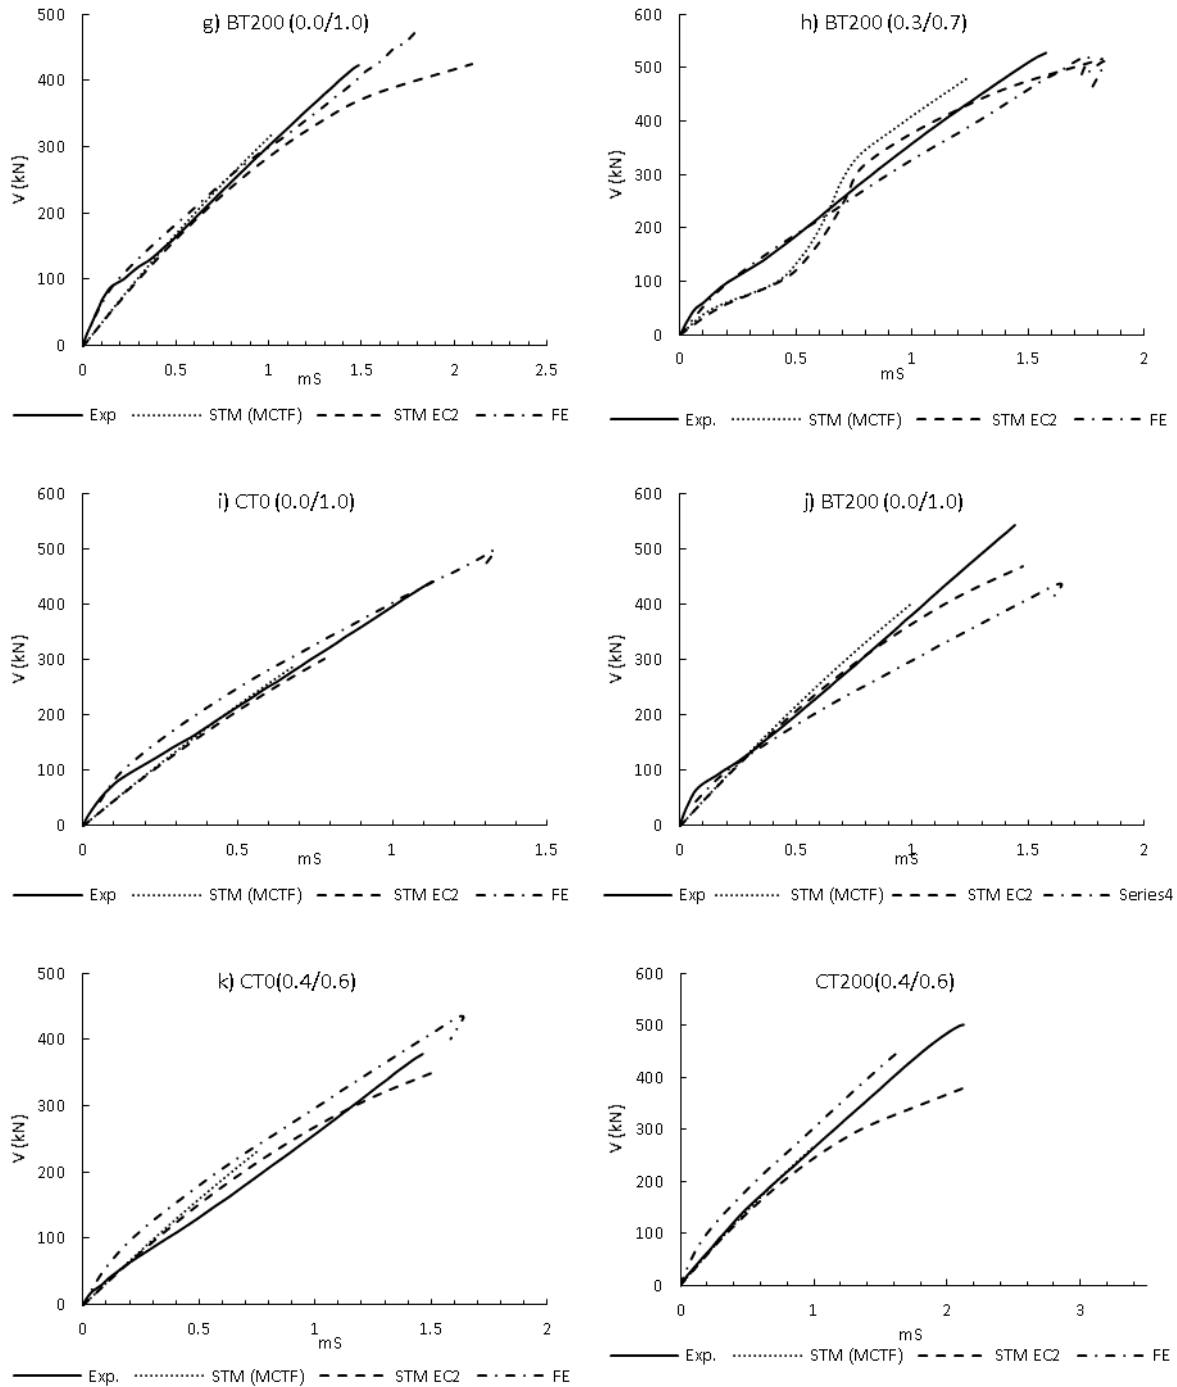 g) BT200 (0.0/1.0)
500
400
300
200
100
0
V (kN)
0 0.5 1 1.5 2 2.5
mS
Exp STM (MCTF) STM EC2 FE
h) BT200 (0.3/0.7)
600
500
400
300
200
100
0
V (kN)
0 0.5 1 1.5 2
mS
Exp. STM (MCTF) STM EC2 FE
i) CT0 (0.0/1.0)
600
500
400
300
200
100
0
V (kN)
0 0.5 1 1.5
mS
Exp STM (MCTF) STM EC2 FE
j) BT200 (0.0/1.0)
600
500
400
300
200
100
0
V (kN)
0 0.5 1 1.5 2
mS
Exp STM (MCTF) STM EC2 Series4
k) CT0(0.4/0.6)
500
400
300
200
100
0
V (kN)
0 0.5 1 1.5 2
mS
Exp. STM (MCTF) STM EC2 FE
CT200(0.4/0.6)
600
500
400
300
200
100
0
V (kN)
0 1 2 3
mS
Exp. STM (MCTF) STM EC2 FE